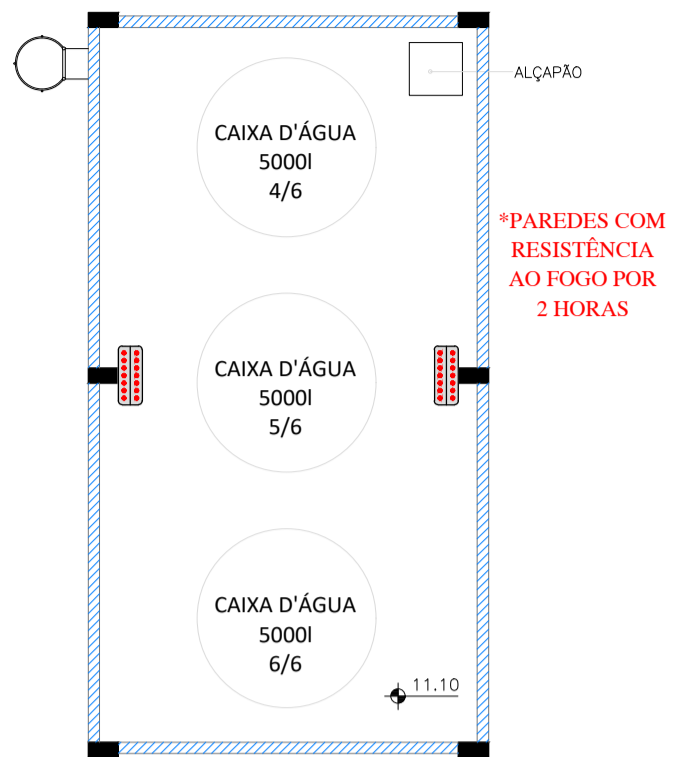 ALÇAPÃO
CAIXA D'ÁGUA
5000l
4/6
*PAREDES COM
RESISTÊNCIA
AO FOGO POR
2 HORAS
CAIXA D'ÁGUA
5000l
5/6
CAIXA D'ÁGUA
5000l
6/6
11.10